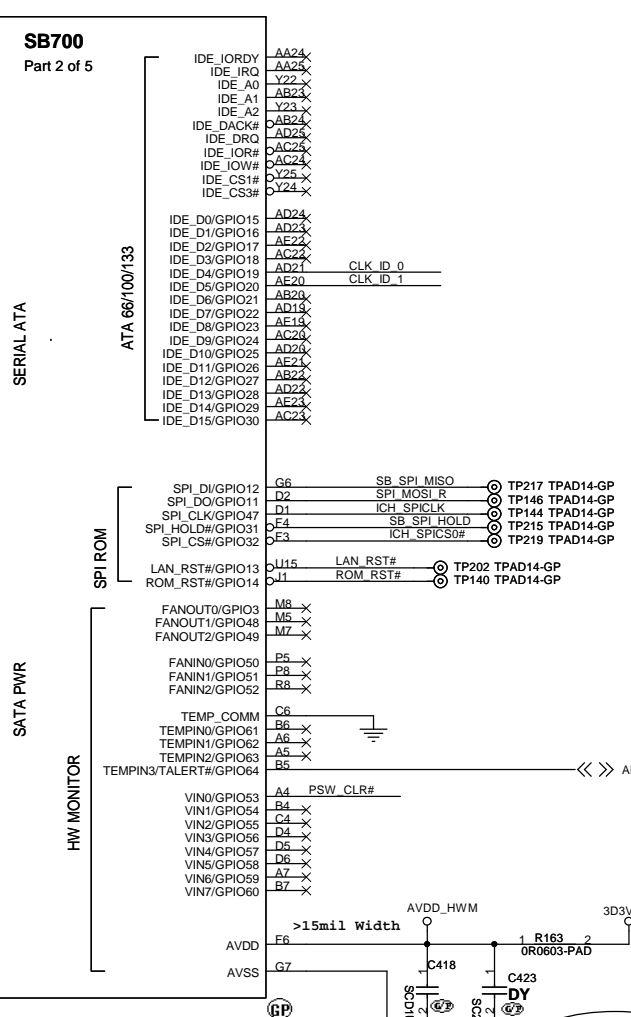 SB700
Part 2 of 5
SERIAL ATA
ATA 66/100/133
IDE_IORDY AA24
IDE_IRQ AA25
IDE_A0 Y22
IDE_A1 AB23
IDE_A2 Y23
IDE_DACK# AB24
IDE_DRQ AD25
IDE_IOR# AC25
IDE_IOW# AC24
IDE_CS1# Y25
IDE_CS3# Y24
IDE_D0/GPIO15 AD24
IDE_D1/GPIO16 AD23
IDE_D2/GPIO17 AE22
IDE_D3/GPIO18 AC22
IDE_D4/GPIO19 AD21 CLK_ID_0
IDE_D5/GPIO20 AE20 CLK_ID_1
IDE_D6/GPIO21 AB20
IDE_D7/GPIO22 AD19
IDE_D8/GPIO23 AE19
IDE_D9/GPIO24 AC20
IDE_D10/GPIO25 AD20
IDE_D11/GPIO26 AE21
IDE_D12/GPIO27 AB22
IDE_D13/GPIO28 AD22
IDE_D14/GPIO29 AE23
IDE_D15/GPIO30 AC23
SPI ROM
SPI_DI/GPIO12 G6 SB_SPI_MISO TP217 TPAD14-GP
SPI_DO/GPIO11 D2 SPI_MOSI_R TP146 TPAD14-GP
SPI_CLK/GPIO47 D1 ICH_SPICLK TP144 TPAD14-GP
SPI_HOLD#/GPIO31 F4 SB_SPI_HOLD TP215 TPAD14-GP
SPI_CS#/GPIO32 F3 ICH_SPICS0# TP219 TPAD14-GP
LAN_RST#/GPIO13 U15 LAN_RST# TP202 TPAD14-GP
ROM_RST#/GPIO14 J1 ROM_RST# TP140 TPAD14-GP
SATA PWR
HW MONITOR
FANOUT0/GPIO3 M8
FANOUT1/GPIO48 M5
FANOUT2/GPIO49 M7
FANIN0/GPIO50 P5
FANIN1/GPIO51 P8
FANIN2/GPIO52 R8
TEMP_COMM C6
TEMPIN0/GPIO61 B6
TEMPIN1/GPIO62 A6
TEMPIN2/GPIO63 A5
TEMPIN3/TALERT#/GPIO64 B5
VIN0/GPIO53 A4 PSW_CLR#
VIN1/GPIO54 B4
VIN2/GPIO55 C4
VIN3/GPIO56 D4
VIN4/GPIO57 D5
VIN5/GPIO58 D6
VIN6/GPIO59 A7
VIN7/GPIO60 B7
AVDD_HWM 3D3V
>15mil Width
AVDD F6 1 R163 2
0R0603-PAD
AVSS G7
1 C418
2
1 C423
DY
2
GP